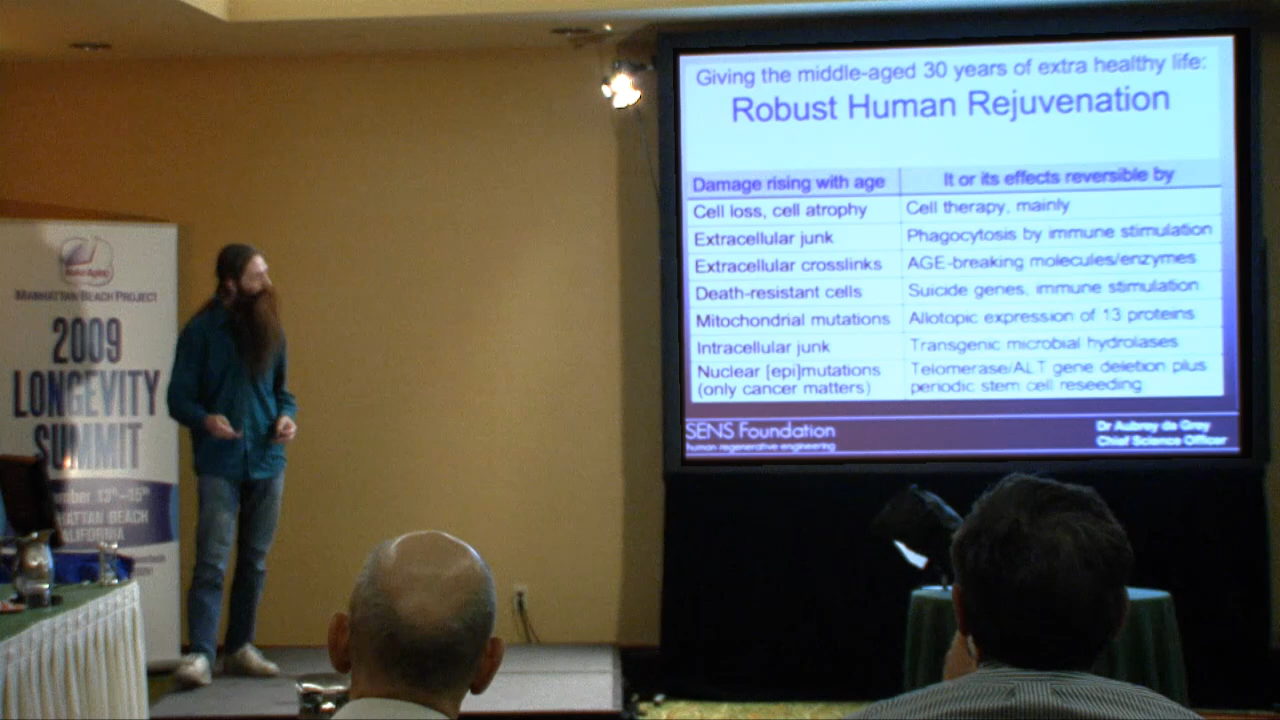 Giving the middle-aged 30 years of extra healthy life:
Robust Human Rejuvenation
Damage rising with age
It or its effects reversible by
Cell loss, cell atrophy
Cell therapy, mainly
Extracellular junk
Phagocytosis by immune stimulation
Extracellular crosslinks
AGE-breaking molecules/enzymes
Death-resistant cells
Suicide genes, immune stimulation
Mitochondrial mutations
Allotopic expression of 13 proteins
Intracellular junk
Transgenic microbial hydrolases
Nuclear [epi]mutations
(only cancer matters)
Telomerase/ALT gene deletion plus
periodic stem cell reseeding
SENS Foundation
human regenerative engineering
Dr Aubrey de Grey
Chief Science Officer
MANHATTAN BEACH PROJECT
2009
LONGEVITY
SUMMIT
mber 13th-15th
HATTAN BEACH
ALIFORNIA